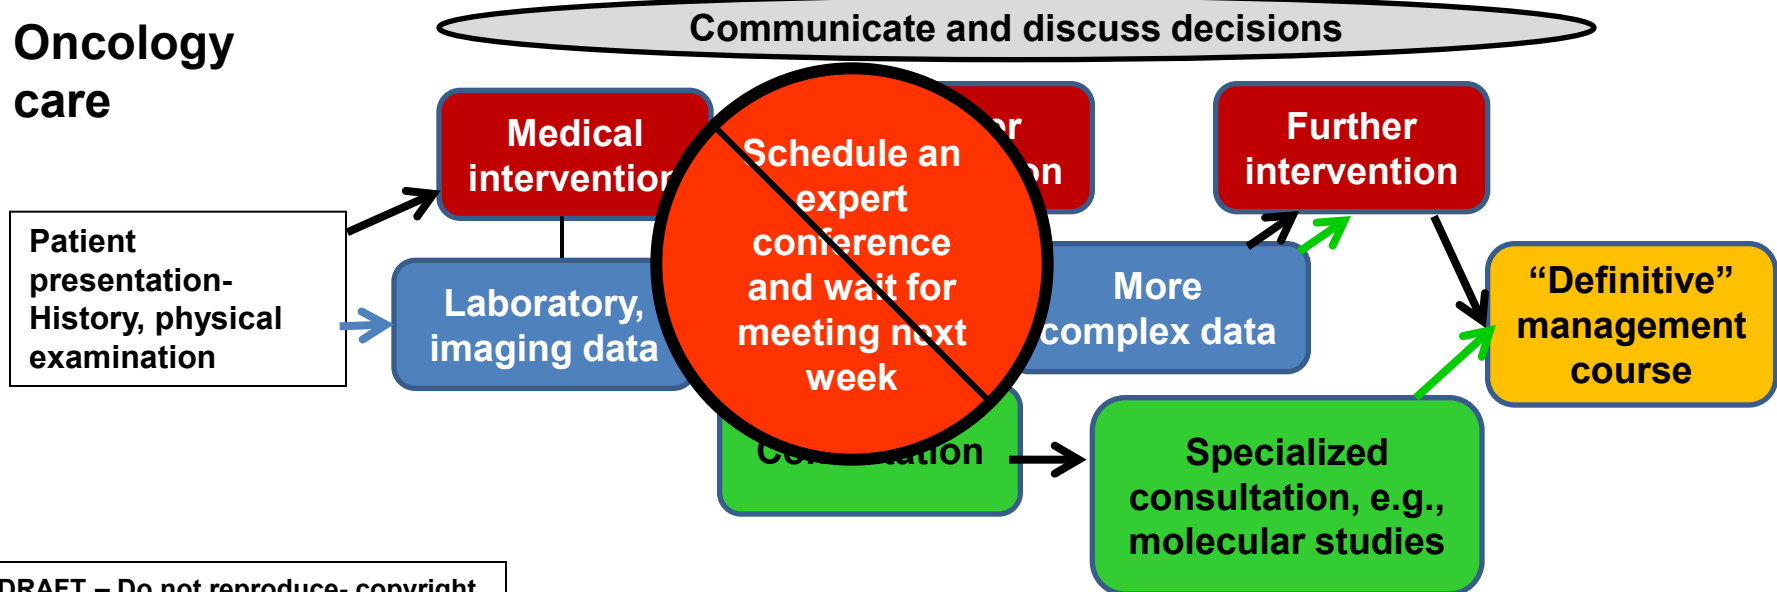 Communicate and discuss decisions
Oncology
care
Medical
intervention
Further
intervention
Schedule an
expert
conference
and wait for
meeting next
week
Patient
presentation-
History, physical
examination
Laboratory,
imaging data
More
complex data
“Definitive”
management
course
Specialized
consultation, e.g.,
molecular studies
DRAFT – Do not reproduce- copyright